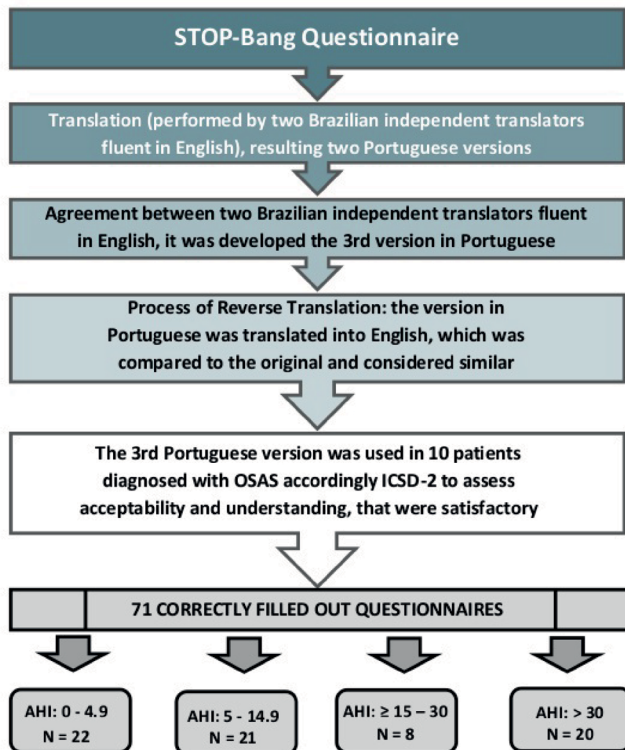 STOP-Bang Questionnaire
Translation (performed by two Brazilian independent translators
fluent in English), resulting two Portuguese versions
Agreement between two Brazilian independent translators fluent
in English, it was developed the 3rd version in Portuguese
Process of Reverse Translation: the version in
Portuguese was translated into English, which was
compared to the original and considered similar
The 3rd Portuguese version was used in 10 patients
diagnosed with OSAS accordingly ICSD-2 to assess
acceptability and understanding, that were satisfactory
71 CORRECTLY FILLED OUT QUESTIONNAIRES
AHI: 0 - 4.9
N = 22
AHI: 5 - 14.9
N = 21
AHI: ≥ 15 – 30
N = 8
AHI: > 30
N = 20